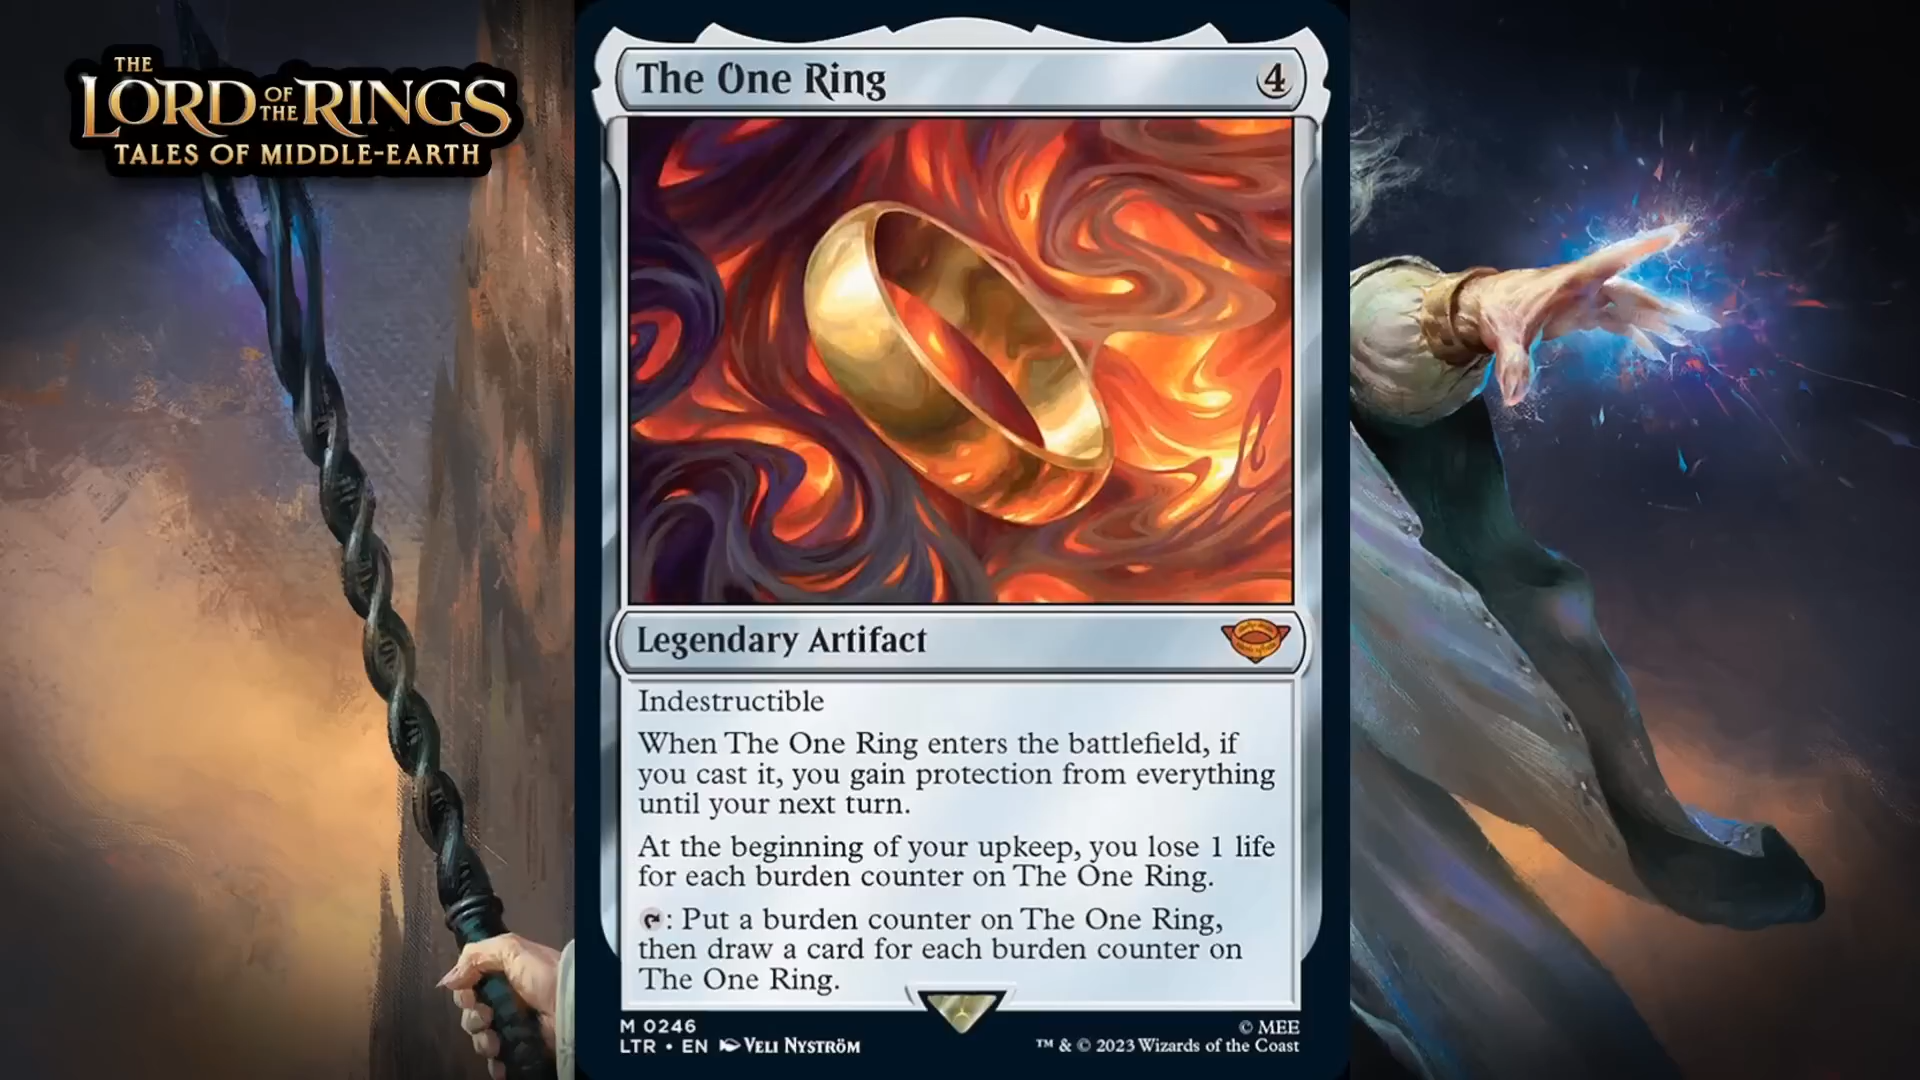 THE
LORD OF THE RINGS
TALES OF MIDDLE-EARTH
The One Ring
4
Legendary Artifact
Indestructible
When The One Ring enters the battlefield, if
you cast it, you gain protection from everything
until your next turn.
At the beginning of your upkeep, you lose 1 life
for each burden counter on The One Ring.
: Put a burden counter on The One Ring,
then draw a card for each burden counter on
The One Ring.
M 0246
LTR • EN VELI NYSTRÖM
© MEE
™ & © 2023 Wizards of the Coast